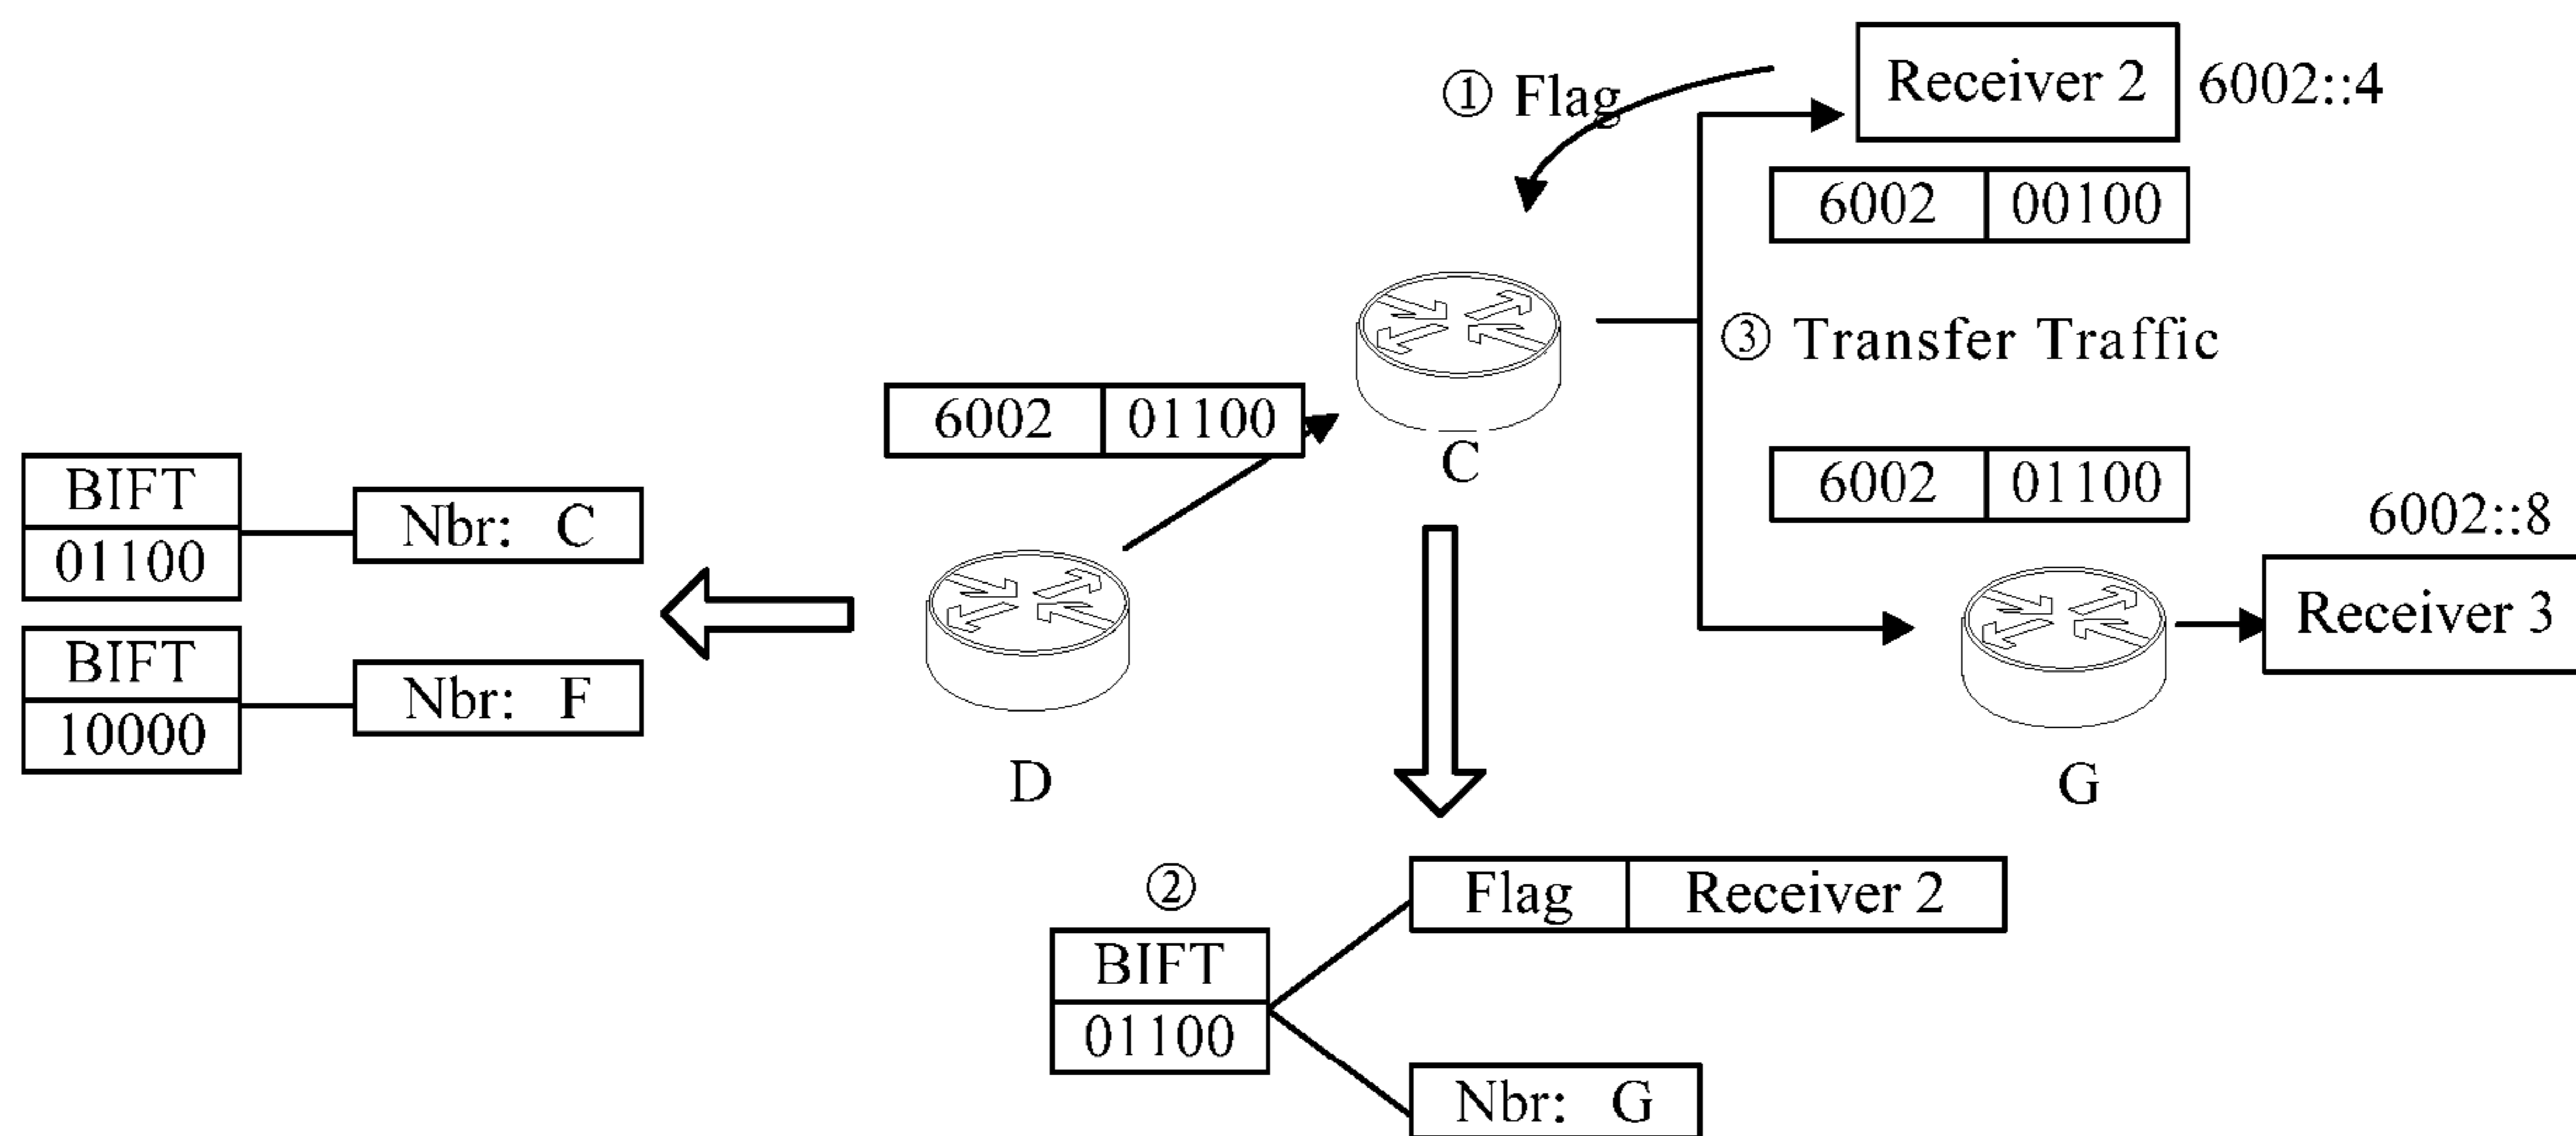 ① Flag
Receiver 2
6002::4
6002 00100
③ Transfer Traffic
6002 01100
C
6002 01100
6002::8
Receiver 3
G
BIFT
01100
Nbr: C
BIFT
10000
Nbr: F
D
②
BIFT
01100
Flag Receiver 2
Nbr: G